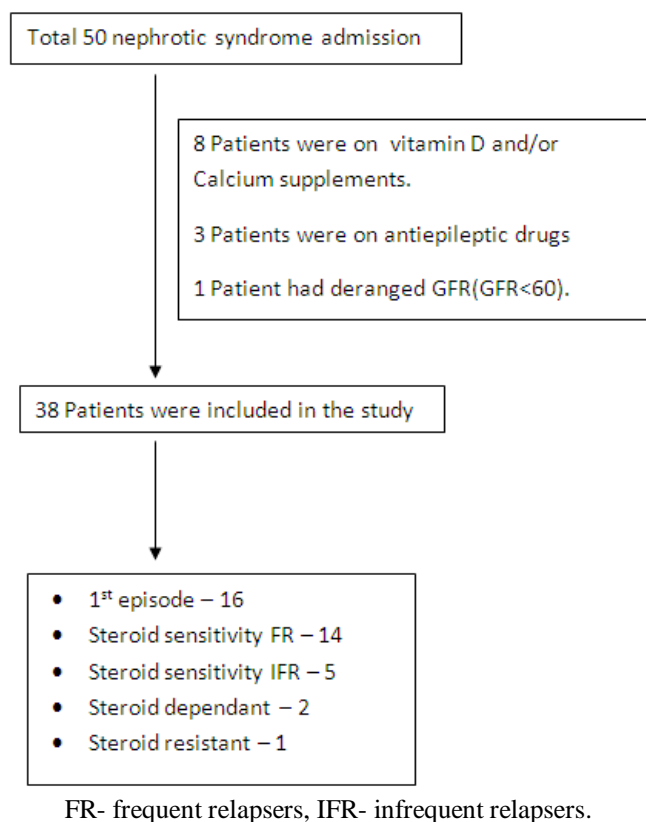 Total 50 nephrotic syndrome admission
8 Patients were on vitamin D and/or
Calcium supplements.
3 Patients were on antiepileptic drugs
1 Patient had deranged GFR(GFR<60).
38 Patients were included in the study
• 1st episode – 16
• Steroid sensitivity FR – 14
• Steroid sensitivity IFR – 5
• Steroid dependant – 2
• Steroid resistant – 1
FR- frequent relapsers, IFR- infrequent relapsers.